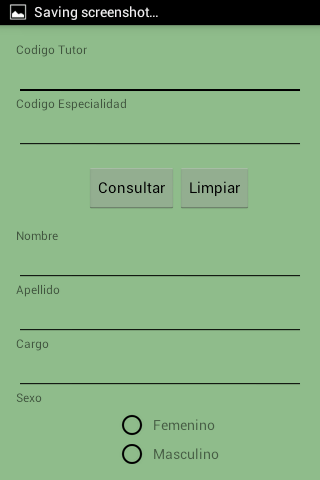 Saving screenshot...
Codigo Tutor
Codigo Especialidad
Consultar Limpiar
Nombre
Apellido
Cargo
Sexo
Femenino
Masculino